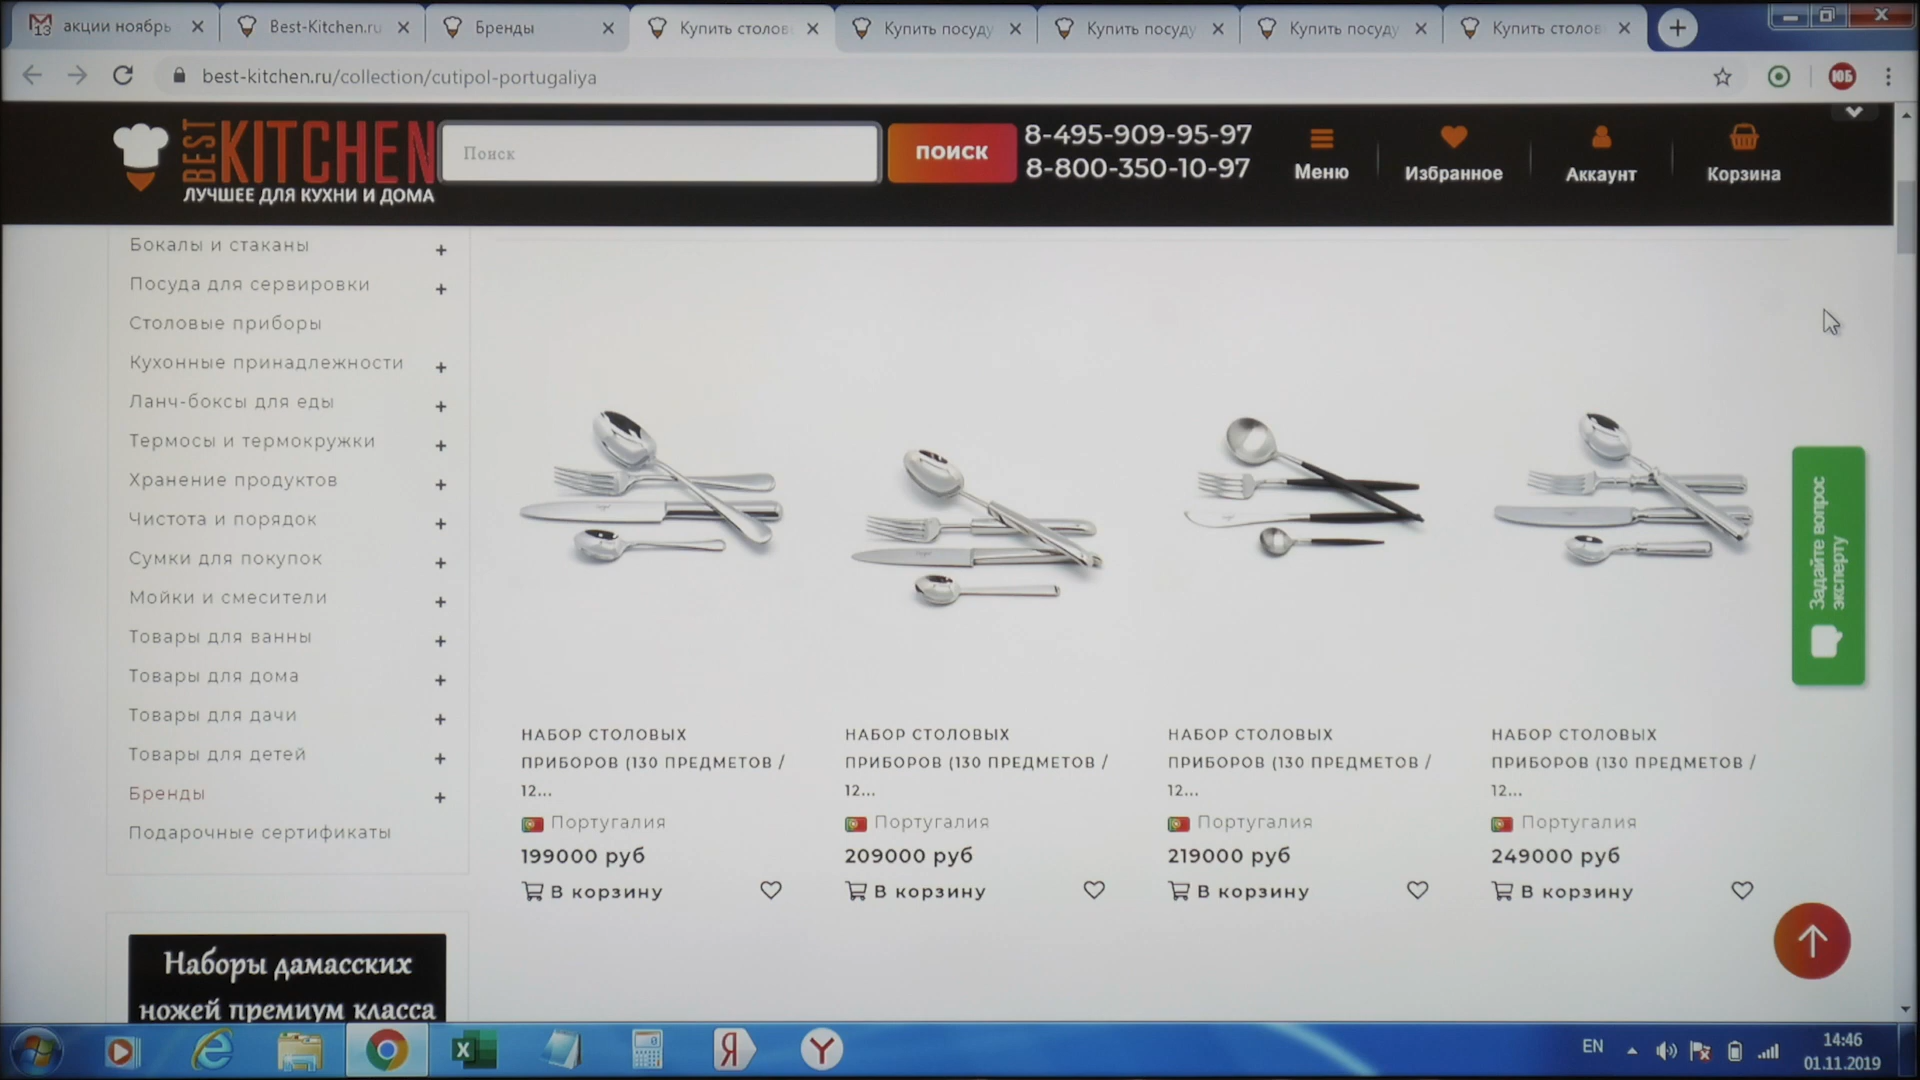 акции ноябрь
Best-Kitchen.ru
Бренды
Купить столов
Купить посуду
Купить посуду
Купить посуду
Купить столов
best-kitchen.ru/collection/cutipol-portugaliya
ЮБ
BEST KITCHEN
ЛУЧШЕЕ ДЛЯ КУХНИ И ДОМА
Поиск
ПОИСК
8-495-909-95-97
8-800-350-10-97
Меню
Избранное
Аккаунт
Корзина
Бокалы и стаканы +
Посуда для сервировки +
Столовые приборы
Кухонные принадлежности +
Ланч-боксы для еды +
Термосы и термокружки +
Хранение продуктов +
Чистота и порядок +
Сумки для покупок +
Мойки и смесители +
Товары для ванны +
Товары для дома +
Товары для дачи +
Товары для детей +
Бренды +
Подарочные сертификаты
Наборы дамасских
ножей премиум класса
НАБОР СТОЛОВЫХ
ПРИБОРОВ (130 ПРЕДМЕТОВ /
12...
Португалия
199000 руб
В корзину
НАБОР СТОЛОВЫХ
ПРИБОРОВ (130 ПРЕДМЕТОВ /
12...
Португалия
209000 руб
В корзину
НАБОР СТОЛОВЫХ
ПРИБОРОВ (130 ПРЕДМЕТОВ /
12...
Португалия
219000 руб
В корзину
НАБОР СТОЛОВЫХ
ПРИБОРОВ (130 ПРЕДМЕТОВ /
12...
Португалия
249000 руб
В корзину
Задайте вопрос
эксперту
EN
14:46
01.11.2019